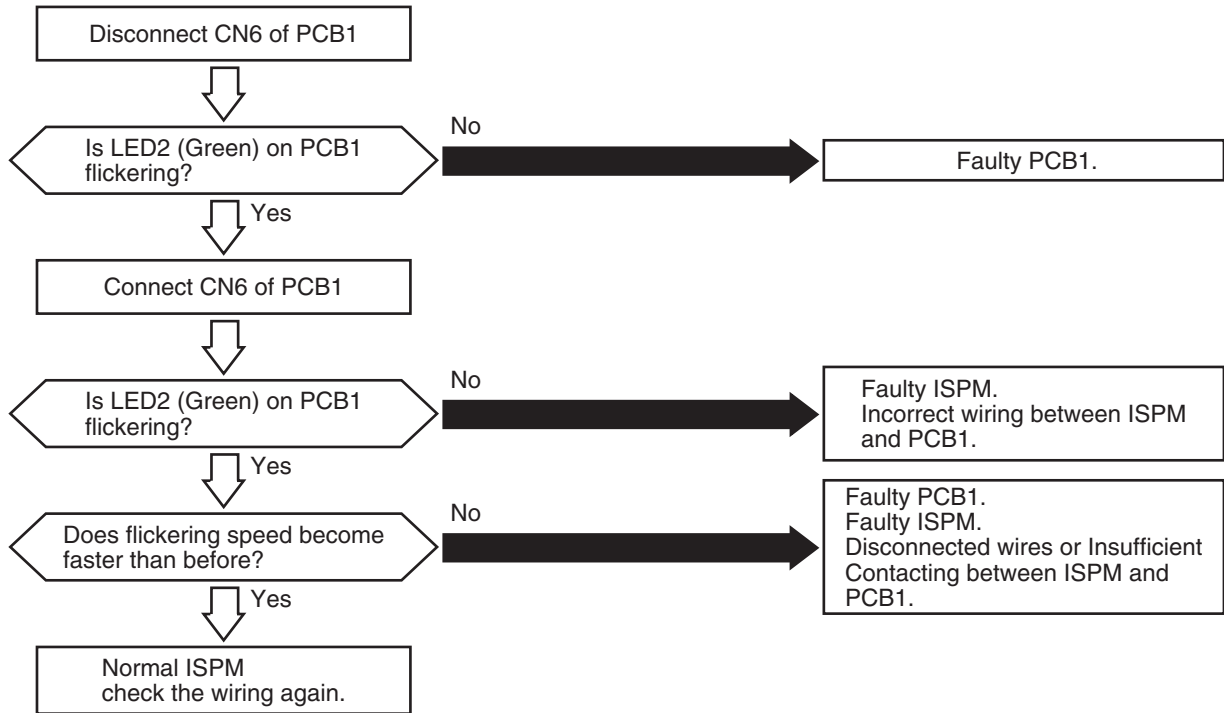 Disconnect CN6 of PCB1
Is LED2 (Green) on PCB1
flickering?
No
Faulty PCB1.
Yes
Connect CN6 of PCB1
Is LED2 (Green) on PCB1
flickering?
No
Faulty ISPM.
Incorrect wiring between ISPM
and PCB1.
Yes
Does flickering speed become
faster than before?
No
Faulty PCB1.
Faulty ISPM.
Disconnected wires or Insufficient
Contacting between ISPM and
PCB1.
Yes
Normal ISPM
check the wiring again.